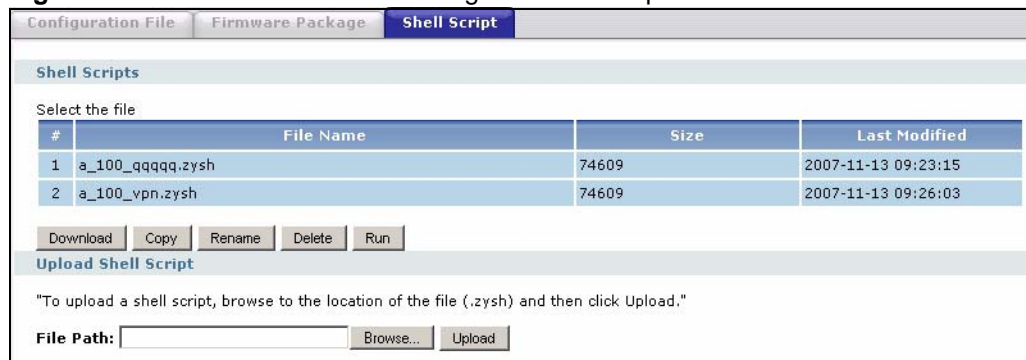 Configuration File Firmware Package Shell Script
Shell Scripts
Select the file
# File Name Size Last Modified
1 a_100_qqqqq.zysh 74609 2007-11-13 09:23:15
2 a_100_vpn.zysh 74609 2007-11-13 09:26:03
Download Copy Rename Delete Run
Upload Shell Script
"To upload a shell script, browse to the location of the file (.zysh) and then click Upload."
File Path: Browse... Upload